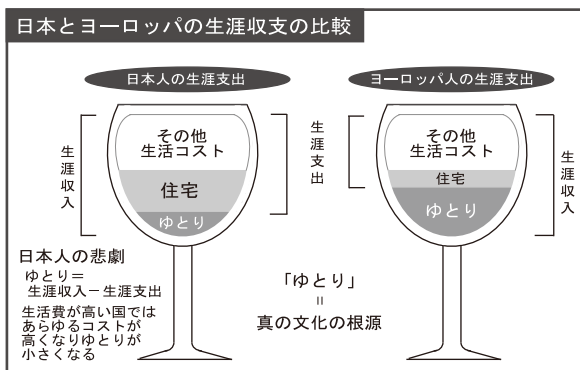 日本とヨーロッパの生涯収支の比較
日本人の生涯支出
ヨーロッパ人の生涯支出
生涯収入
その他
生活コスト
住宅
ゆとり
生涯支出
その他
生活コスト
住宅
ゆとり
生涯収入
日本人の悲劇
ゆとり＝
生涯収入－生涯支出
生活費が高い国では
あらゆるコストが
高くなりゆとりが
小さくなる
「ゆとり」
＝
真の文化の根源